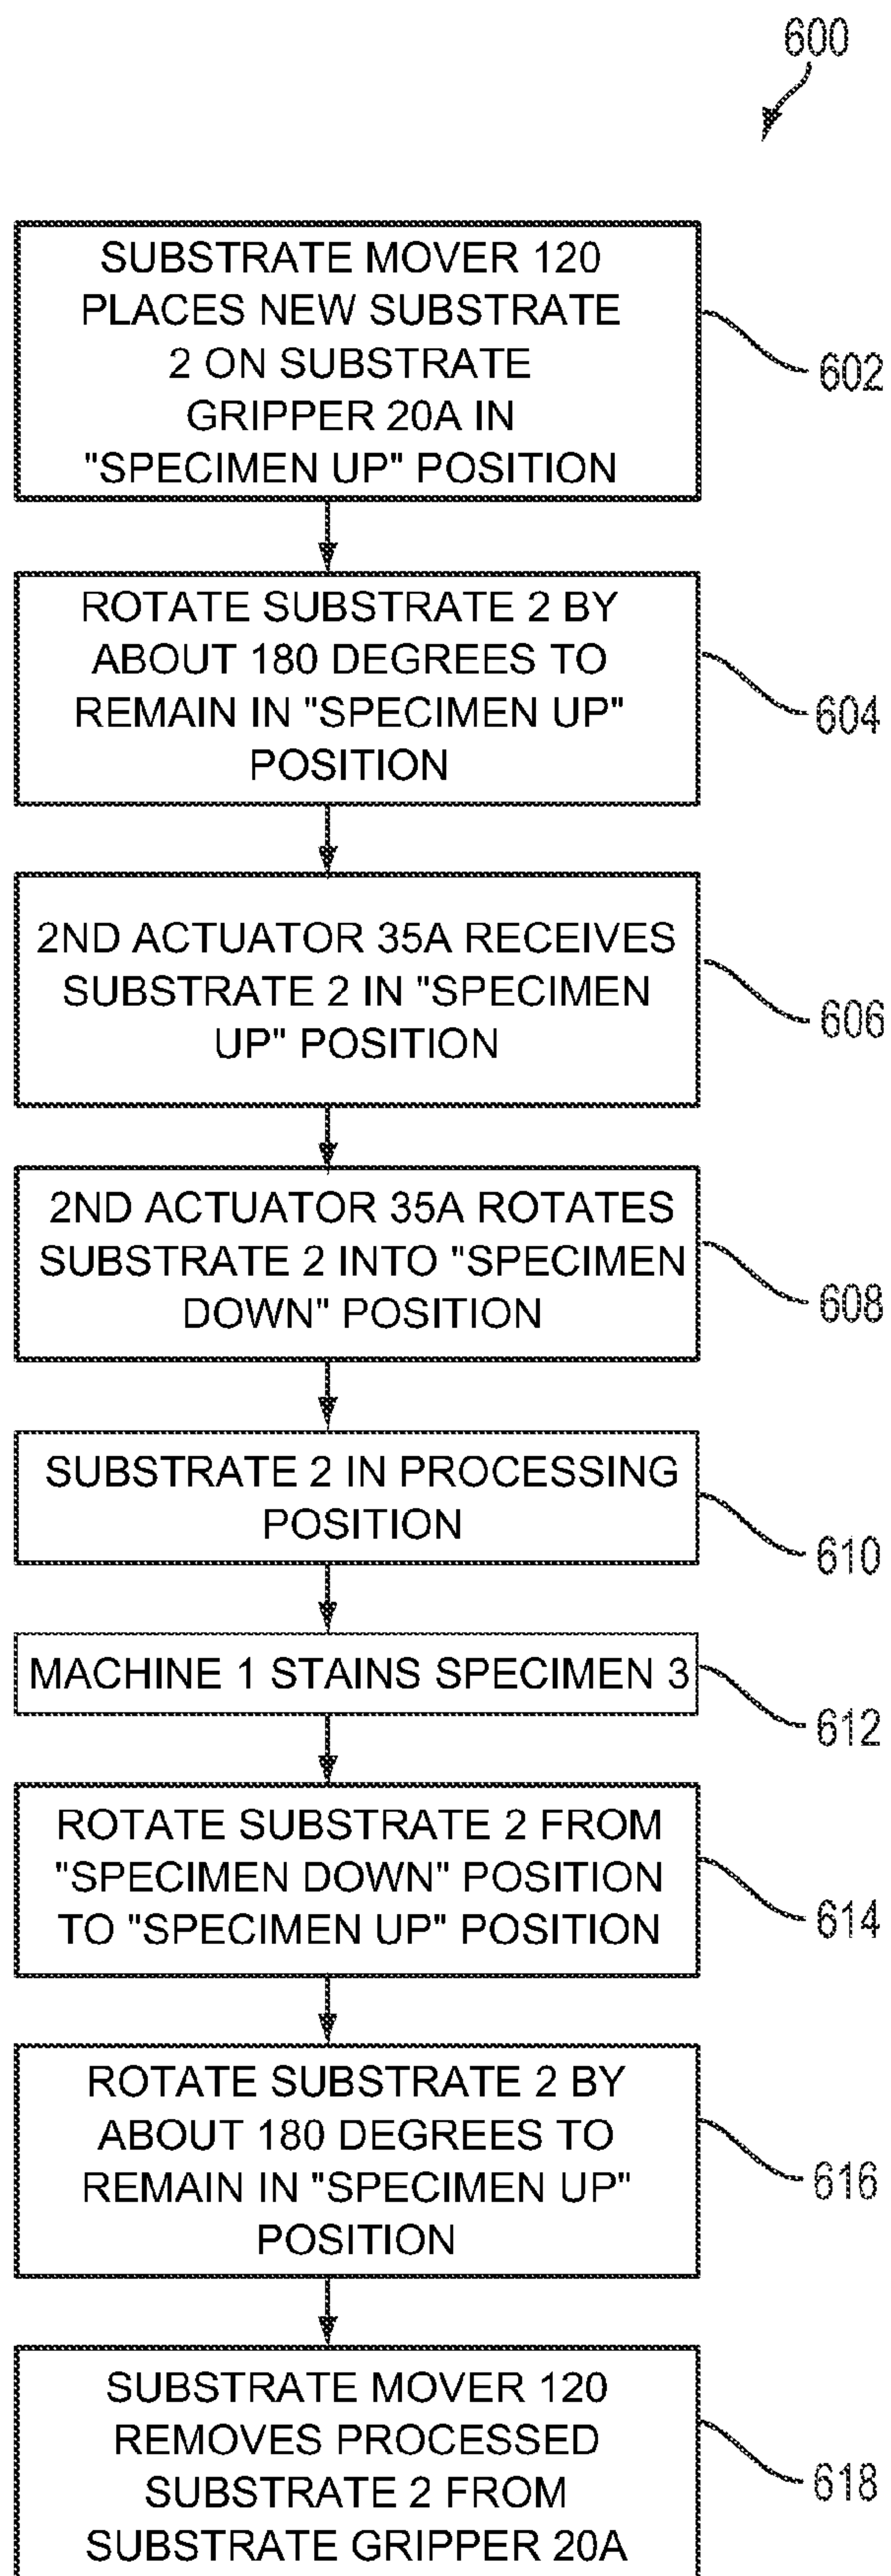 600
SUBSTRATE MOVER 120
PLACES NEW SUBSTRATE
2 ON SUBSTRATE
GRIPPER 20A IN
"SPECIMEN UP" POSITION
602
ROTATE SUBSTRATE 2 BY
ABOUT 180 DEGREES TO
REMAIN IN "SPECIMEN UP"
POSITION
604
2ND ACTUATOR 35A RECEIVES
SUBSTRATE 2 IN "SPECIMEN
UP" POSITION
606
2ND ACTUATOR 35A ROTATES
SUBSTRATE 2 INTO "SPECIMEN
DOWN" POSITION
608
SUBSTRATE 2 IN PROCESSING
POSITION
610
MACHINE 1 STAINS SPECIMEN 3
612
ROTATE SUBSTRATE 2 FROM
"SPECIMEN DOWN" POSITION
TO "SPECIMEN UP" POSITION
614
ROTATE SUBSTRATE 2 BY
ABOUT 180 DEGREES TO
REMAIN IN "SPECIMEN UP"
POSITION
616
SUBSTRATE MOVER 120
REMOVES PROCESSED
SUBSTRATE 2 FROM
SUBSTRATE GRIPPER 20A
618